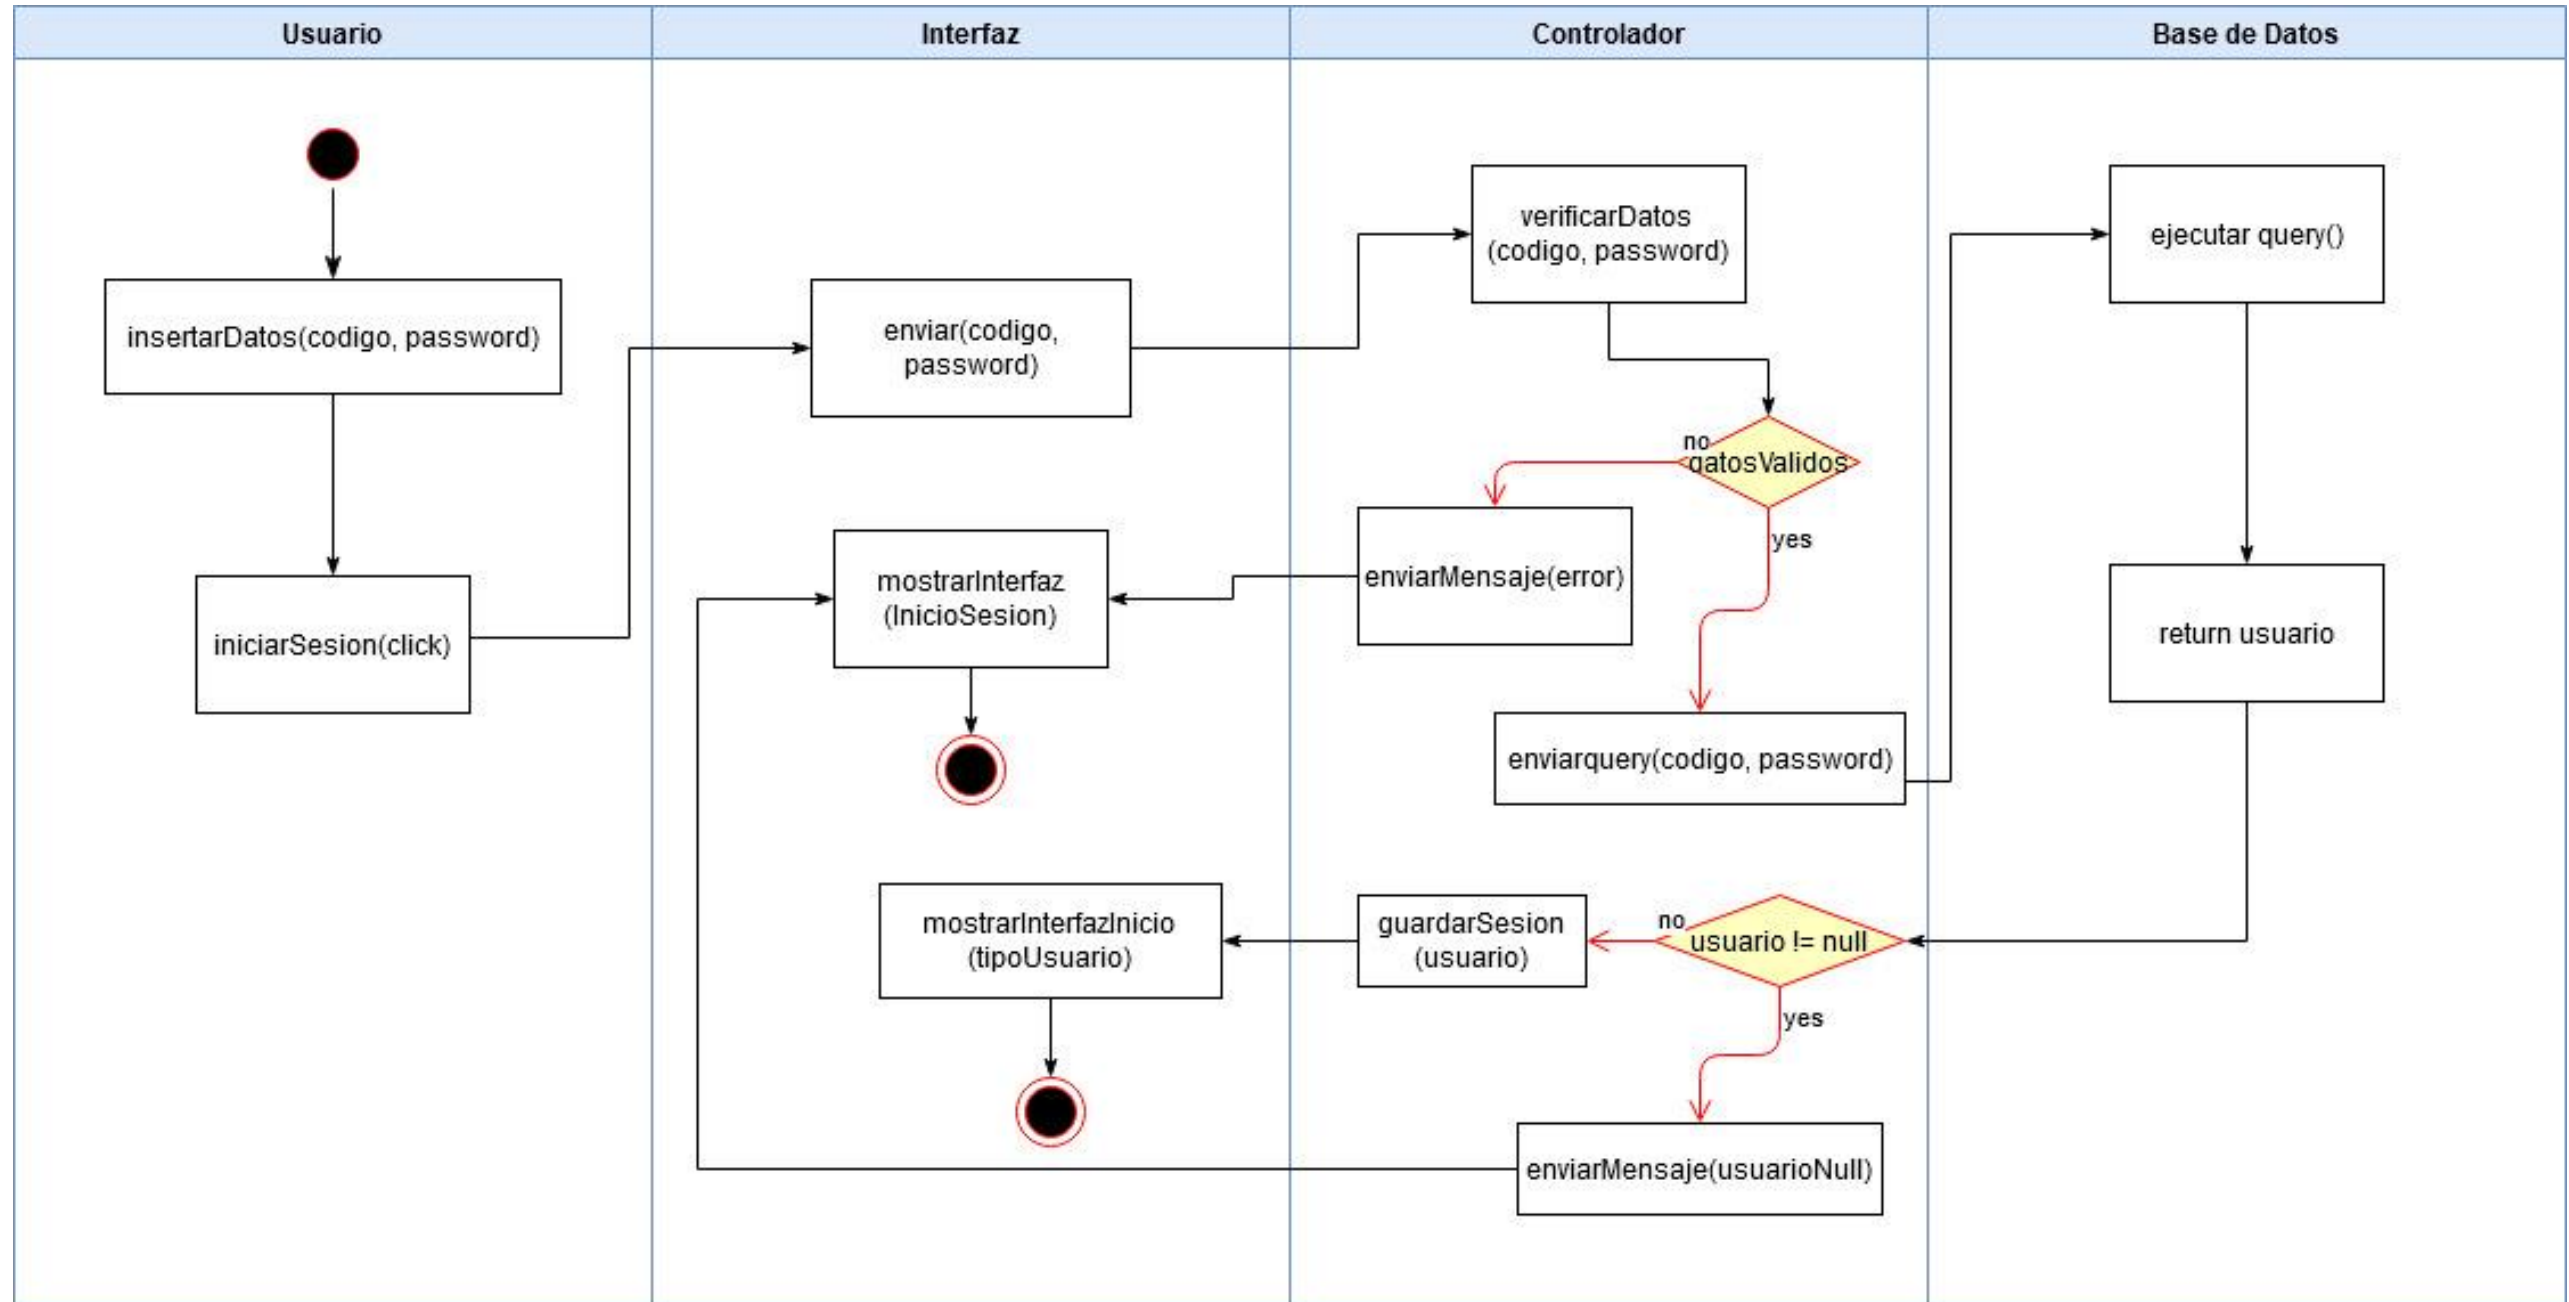 Usuario
Interfaz
Controlador
Base de Datos
insertarDatos(codigo, password)
iniciarSesion(click)
enviar(codigo,
password)
mostrarInterfaz
(InicioSesion)
mostrarInterfazInicio
(tipoUsuario)
verificarDatos
(codigo, password)
no
datosValidos
yes
enviarMensaje(error)
enviarquery(codigo, password)
guardarSesion
(usuario)
no
usuario != null
yes
enviarMensaje(usuarioNull)
ejecutar query()
return usuario